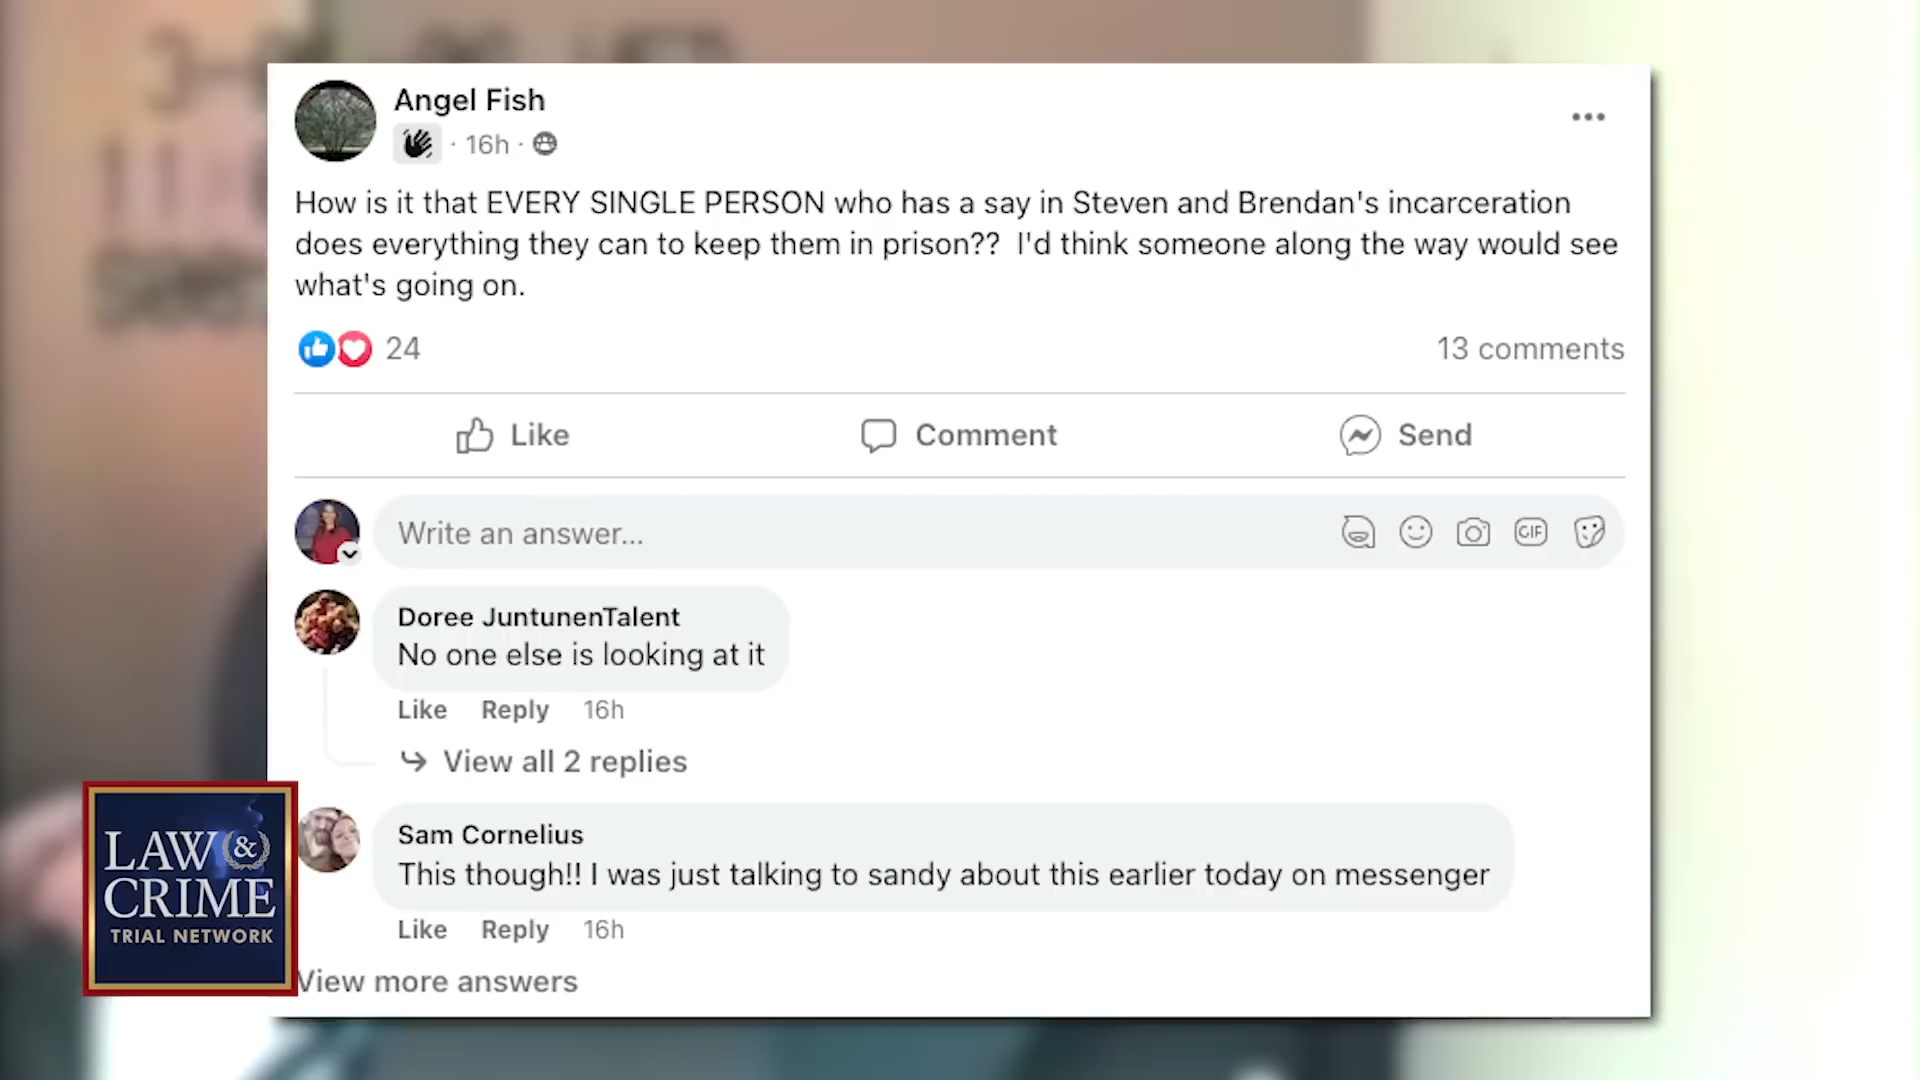 Angel Fish
· 16h ·
How is it that EVERY SINGLE PERSON who has a say in Steven and Brendan's incarceration
does everything they can to keep them in prison?? I'd think someone along the way would see
what's going on.
24
13 comments
Like
Comment
Send
Write an answer...
GIF
Doree JuntunenTalent
No one else is looking at it
Like Reply 16h
View all 2 replies
Sam Cornelius
This though!! I was just talking to sandy about this earlier today on messenger
Like Reply 16h
View more answers
LAW &
CRIME
TRIAL NETWORK